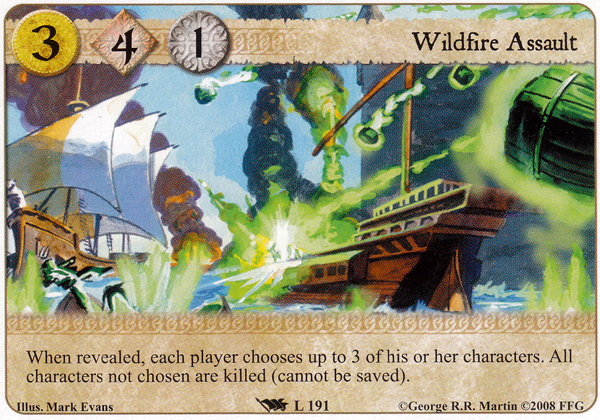 3 4 1 Wildfire Assault
When revealed, each player chooses up to 3 of his or her characters. All
characters not chosen are killed (cannot be saved).
Illus. Mark Evans L 191 ©George R.R. Martin ©2008 FFG